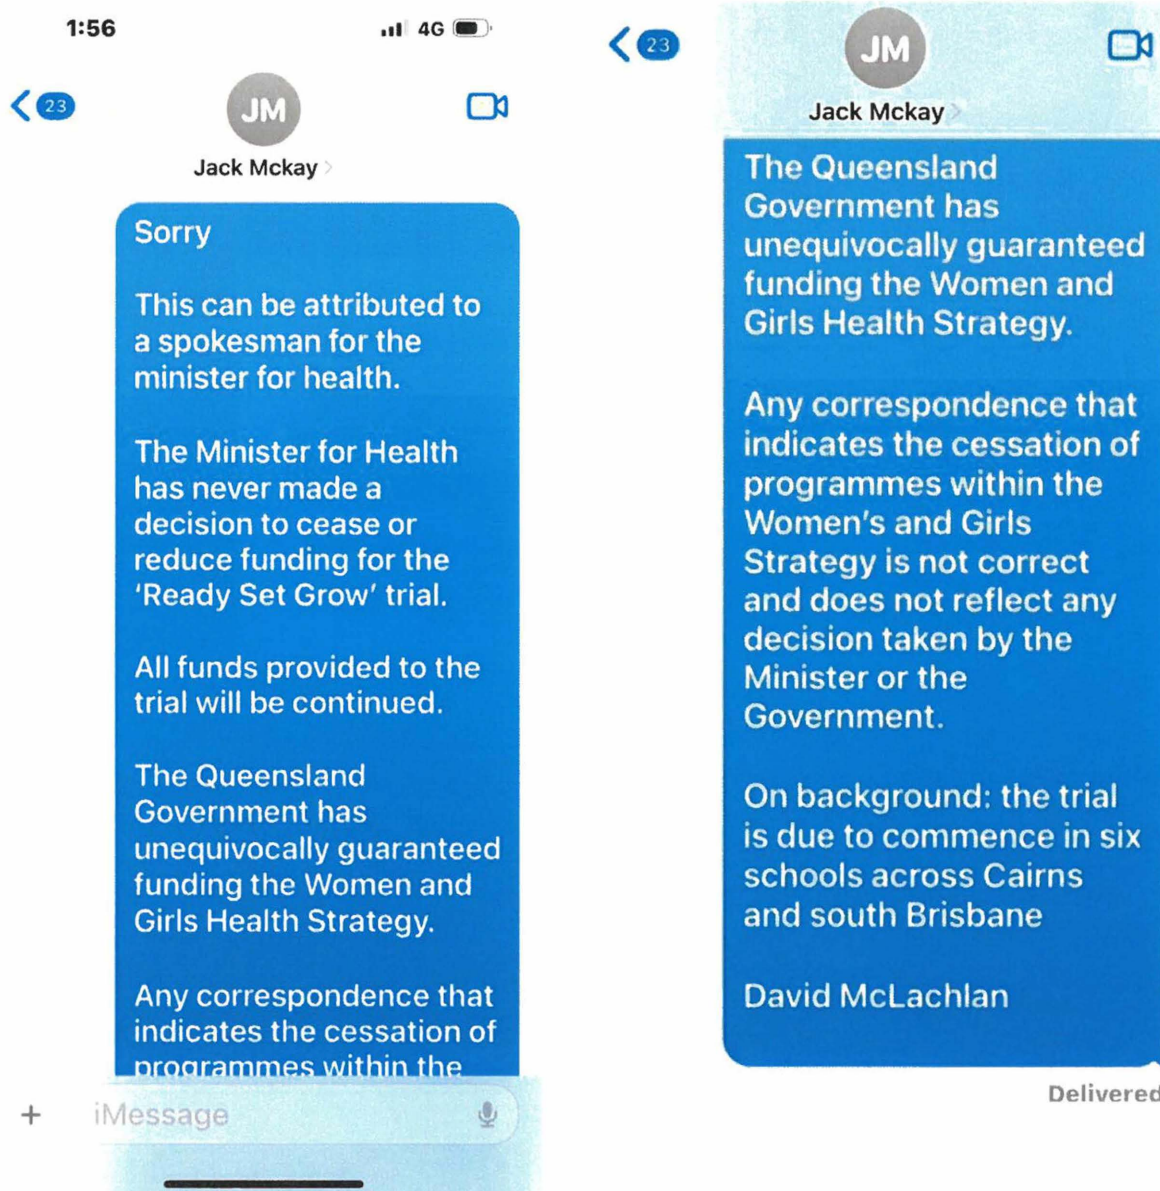 1:56
4G
23
JM
Jack Mckay
Sorry
This can be attributed to
a spokesman for the
minister for health.
The Minister for Health
has never made a
decision to cease or
reduce funding for the
‘Ready Set Grow’ trial.
All funds provided to the
trial will be continued.
The Queensland
Government has
unequivocally guaranteed
funding the Women and
Girls Health Strategy.
Any correspondence that
indicates the cessation of
programmes within the
iMessage
23
JM
Jack Mckay
The Queensland
Government has
unequivocally guaranteed
funding the Women and
Girls Health Strategy.
Any correspondence that
indicates the cessation of
programmes within the
Women's and Girls
Strategy is not correct
and does not reflect any
decision taken by the
Minister or the
Government.
On background: the trial
is due to commence in six
schools across Cairns
and south Brisbane
David McLachlan
Delivered